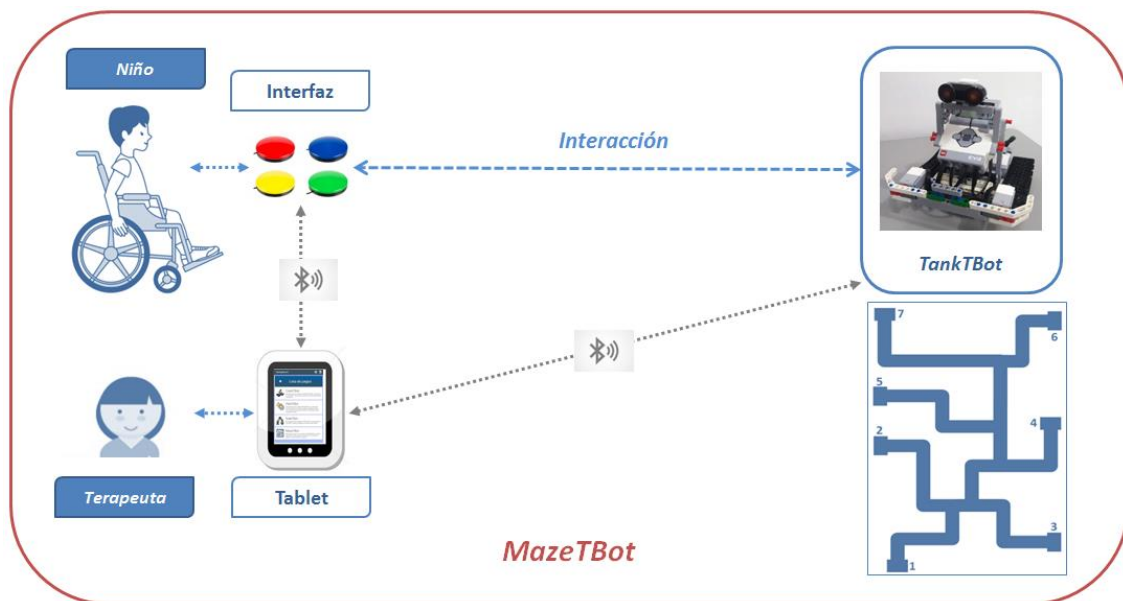 Niño
Interfaz
Interacción
TankTBot
7
6
5
4
2
3
1
Terapeuta
Tablet
MazeTBot